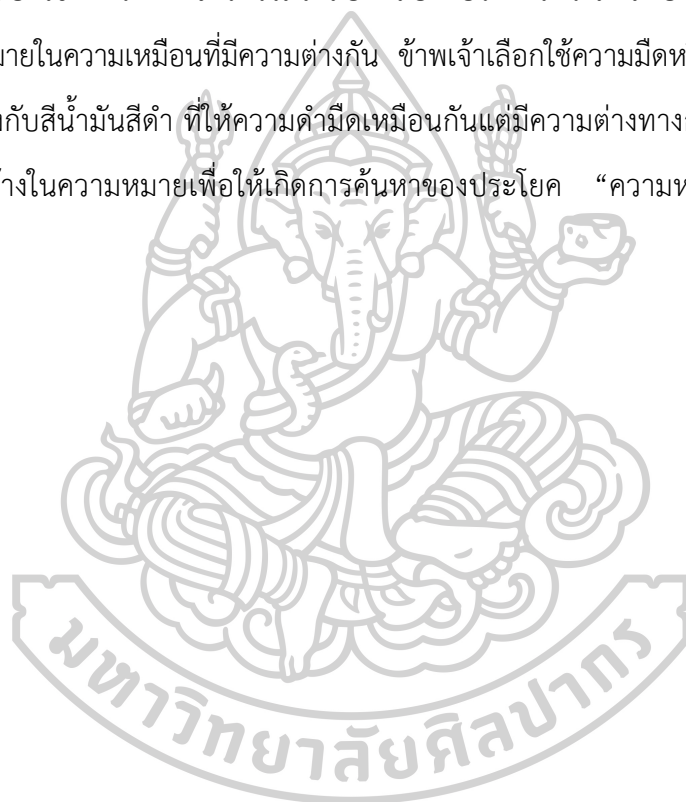 มายในความเหมือนที่มีความต่างกัน ข้าพเจ้าเลือกใช้ความมืดห
กับสีน้ำมันสีดำ ที่ให้ความดำมืดเหมือนกันแต่มีความต่างทาง
างในความหมายเพื่อให้เกิดการค้นหาของประโยค “ความห
มหาวิทยาลัยศิลปากร